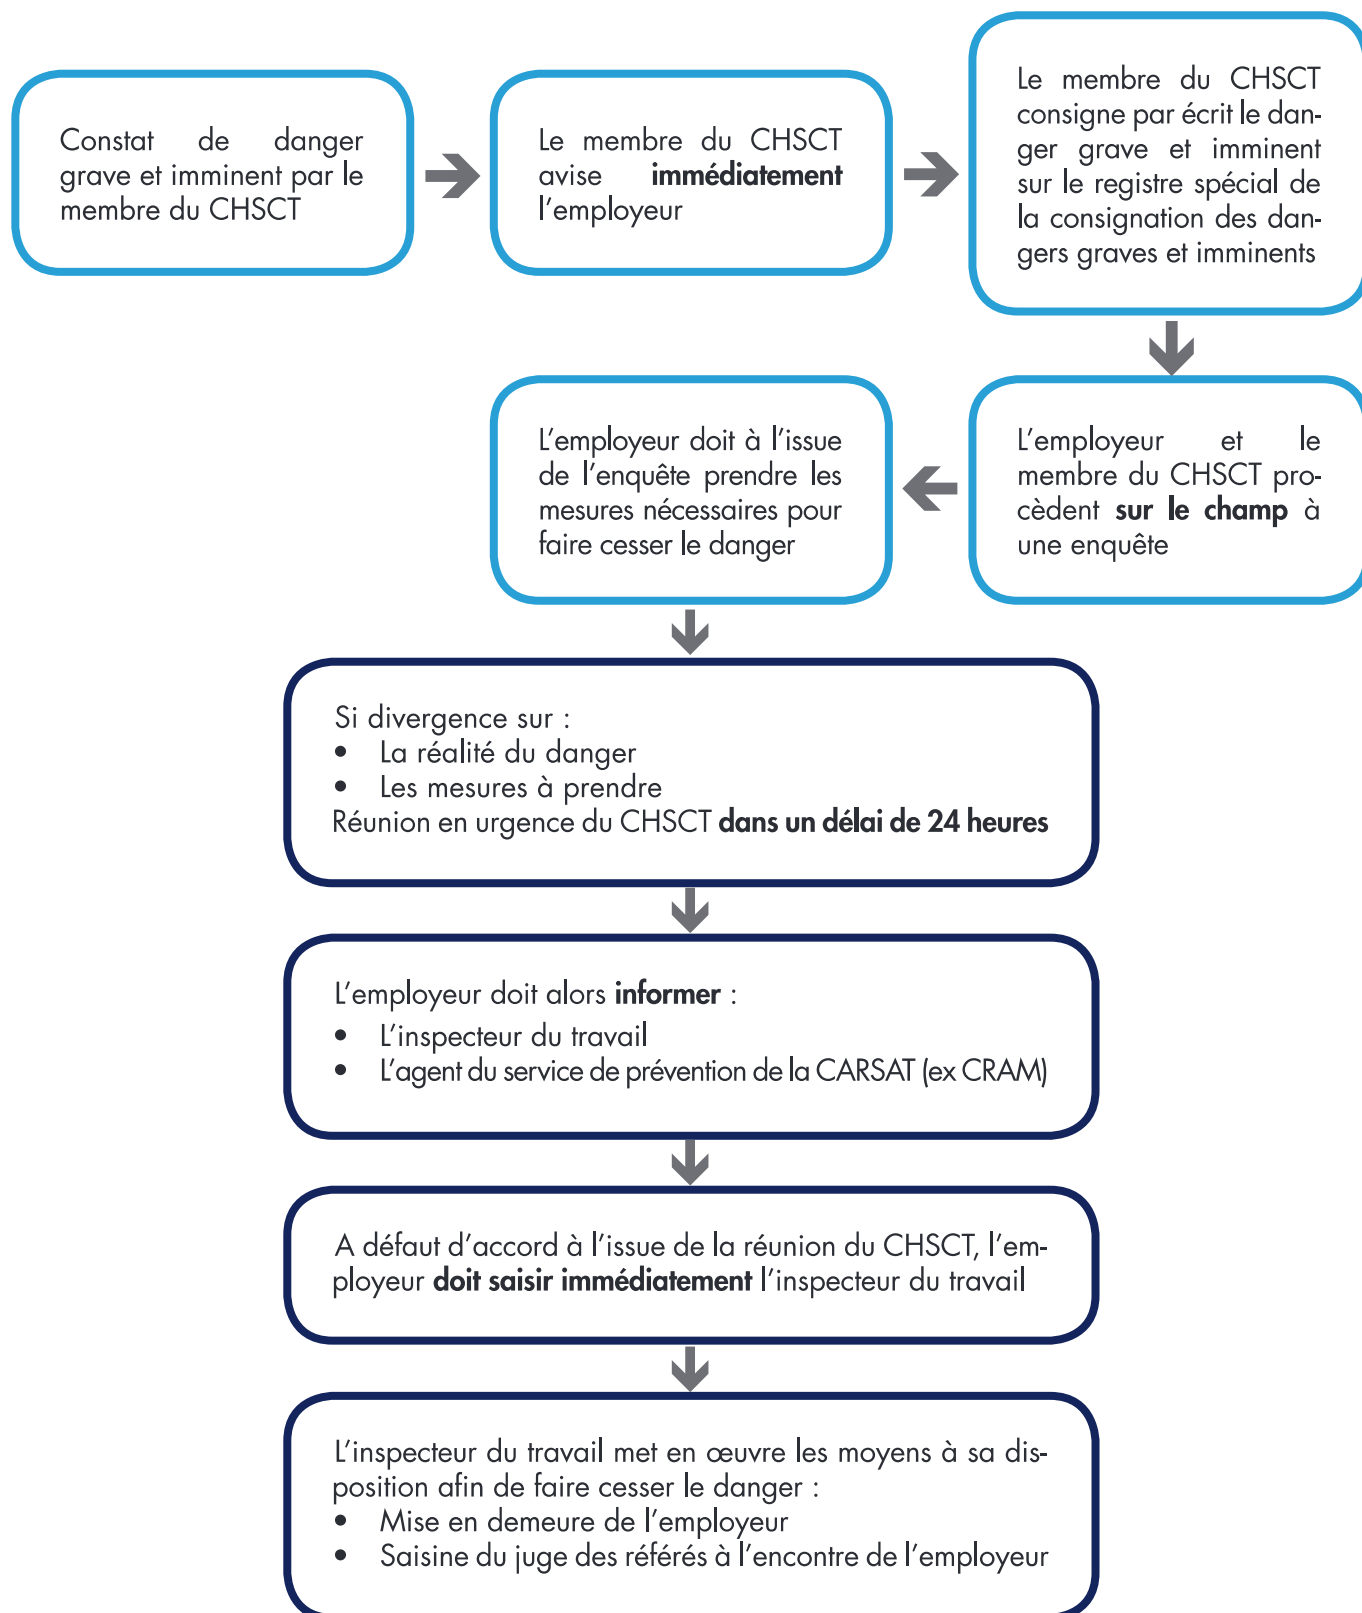 Constat de danger
grave et imminent par le
membre du CHSCT
Le membre du CHSCT
avise immédiatement
l'employeur
Le membre du CHSCT
consigne par écrit le dan-
ger grave et imminent
sur le registre spécial de
la consignation des dan-
gers graves et imminents
L'employeur et le
membre du CHSCT pro-
cèdent sur le champ à
une enquête
L'employeur doit à l'issue
de l'enquête prendre les
mesures nécessaires pour
faire cesser le danger
Si divergence sur :
• La réalité du danger
• Les mesures à prendre
Réunion en urgence du CHSCT dans un délai de 24 heures
L'employeur doit alors informer :
• L'inspecteur du travail
• L'agent du service de prévention de la CARSAT (ex CRAM)
A défaut d'accord à l'issue de la réunion du CHSCT, l'em-
ployeur doit saisir immédiatement l'inspecteur du travail
L'inspecteur du travail met en œuvre les moyens à sa dis-
position afin de faire cesser le danger :
• Mise en demeure de l'employeur
• Saisine du juge des référés à l'encontre de l'employeur